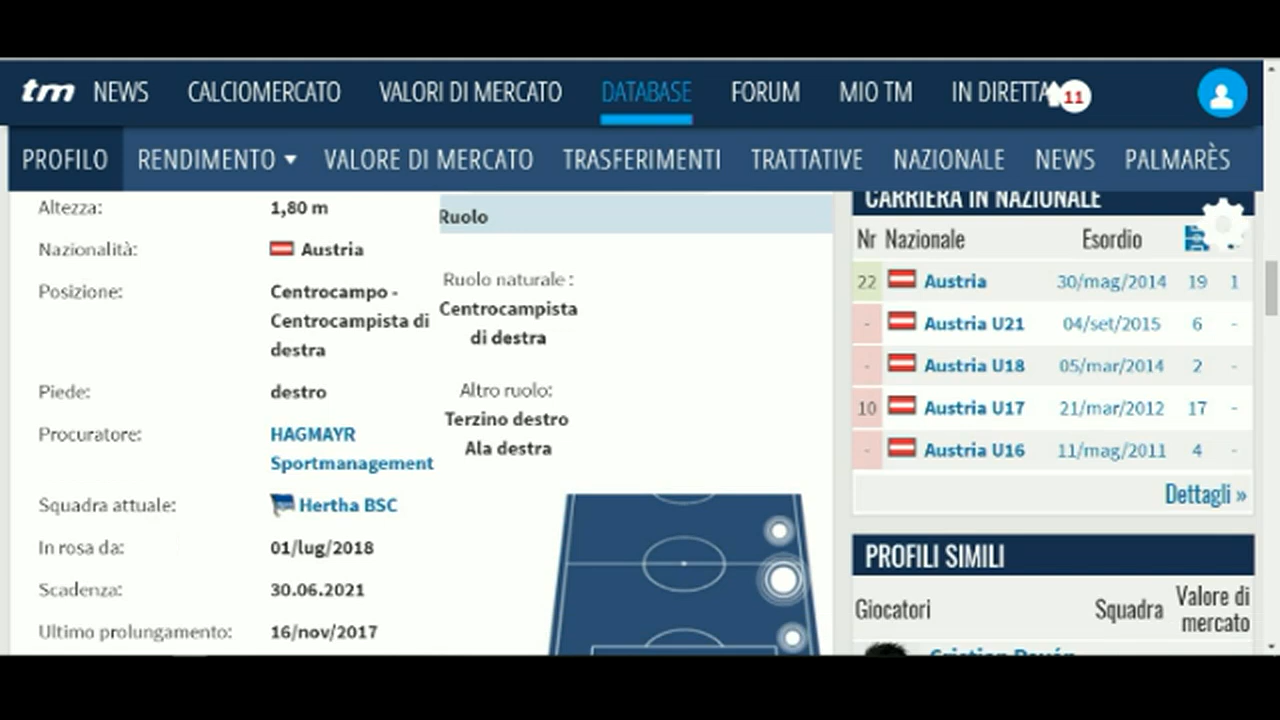 tm NEWS CALCIOMERCATO VALORI DI MERCATO DATABASE FORUM MIO TM IN DIRETTA 11
PROFILO RENDIMENTO VALORE DI MERCATO TRASFERIMENTI TRATTATIVE NAZIONALE NEWS PALMARÈS
Altezza: 1,80 m
Nazionalità: Austria
Posizione: Centrocampo -
Centrocampista di
destra
Piede: destro
Procuratore: HAGMAYR
Sportmanagement
Squadra attuale: Hertha BSC
In rosa da: 01/lug/2018
Scadenza: 30.06.2021
Ultimo prolungamento: 16/nov/2017
Ruolo
Ruolo naturale :
Centrocampista
di destra
Altro ruolo:
Terzino destro
Ala destra
CARRIERA IN NAZIONALE
Nr Nazionale Esordio
22 Austria 30/mag/2014 19 1
- Austria U21 04/set/2015 6 -
- Austria U18 05/mar/2014 2 -
10 Austria U17 21/mar/2012 17 -
- Austria U16 11/mag/2011 4 -
Dettagli »
PROFILI SIMILI
Giocatori Squadra Valore di
mercato